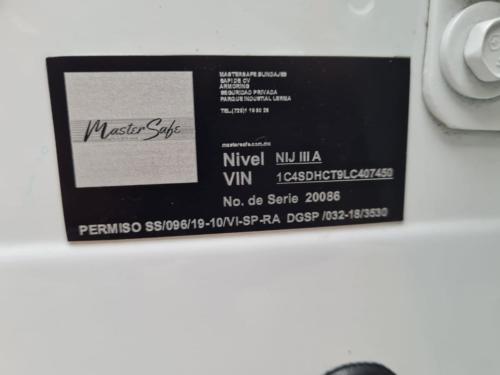 MasterSafe
MASTERSAFE BLINDAJES
SAPI DE CV
ARMORING
SEGURIDAD PRIVADA
PARQUE INDUSTRIAL LERMA
mastersafe.com.mx
Nivel NIJ III A
VIN 1C4SDHCT9LC407450
No. de Serie 20086
PERMISO SS/096/19-10/VI-SP-RA DGSP /032-18/3530